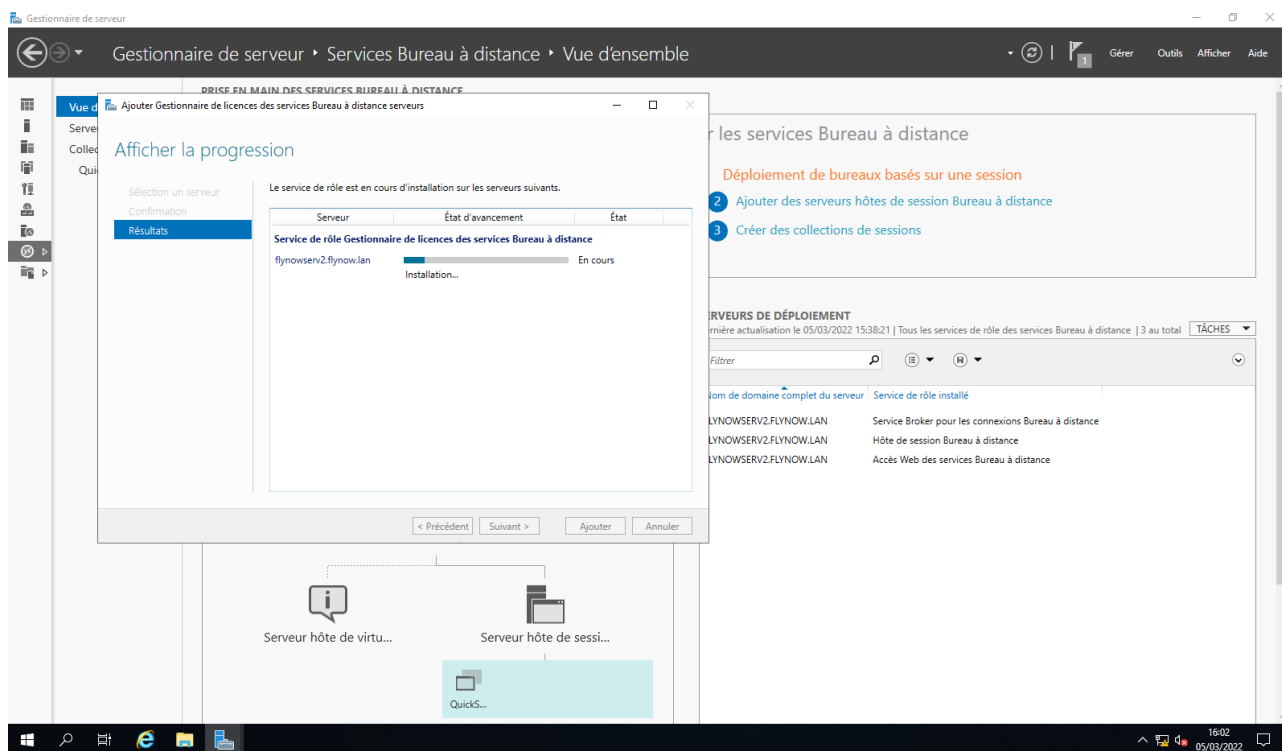 Gestionnaire de serveur
Gestionnaire de serveur ‣ Services Bureau à distance ‣ Vue d'ensemble
1
Gérer
Outils
Afficher
Aide
PRISE EN MAIN DES SERVICES BUREAU À DISTANCE
Vue d
Serve
Collec
Qui
Ajouter Gestionnaire de licences des services Bureau à distance serveurs
Afficher la progression
Sélection un serveur
Confirmation
Résultats
Le service de rôle est en cours d'installation sur les serveurs suivants.
Serveur État d'avancement État
Service de rôle Gestionnaire de licences des services Bureau à distance
flynowserv2.flynow.lan En cours
Installation...
< Précédent Suivant > Ajouter Annuler
r les services Bureau à distance
Déploiement de bureaux basés sur une session
2 Ajouter des serveurs hôtes de session Bureau à distance
3 Créer des collections de sessions
ERVEURS DE DÉPLOIEMENT
rnière actualisation le 05/03/2022 15:38:21 | Tous les services de rôle des services Bureau à distance | 3 au total TÂCHES
Filtrer
Nom de domaine complet du serveur Service de rôle installé
LYNOWSERV2.FLYNOW.LAN Service Broker pour les connexions Bureau à distance
LYNOWSERV2.FLYNOW.LAN Hôte de session Bureau à distance
LYNOWSERV2.FLYNOW.LAN Accès Web des services Bureau à distance
Serveur hôte de virtu... Serveur hôte de sessi...
QuickS...
16:02
05/03/2022